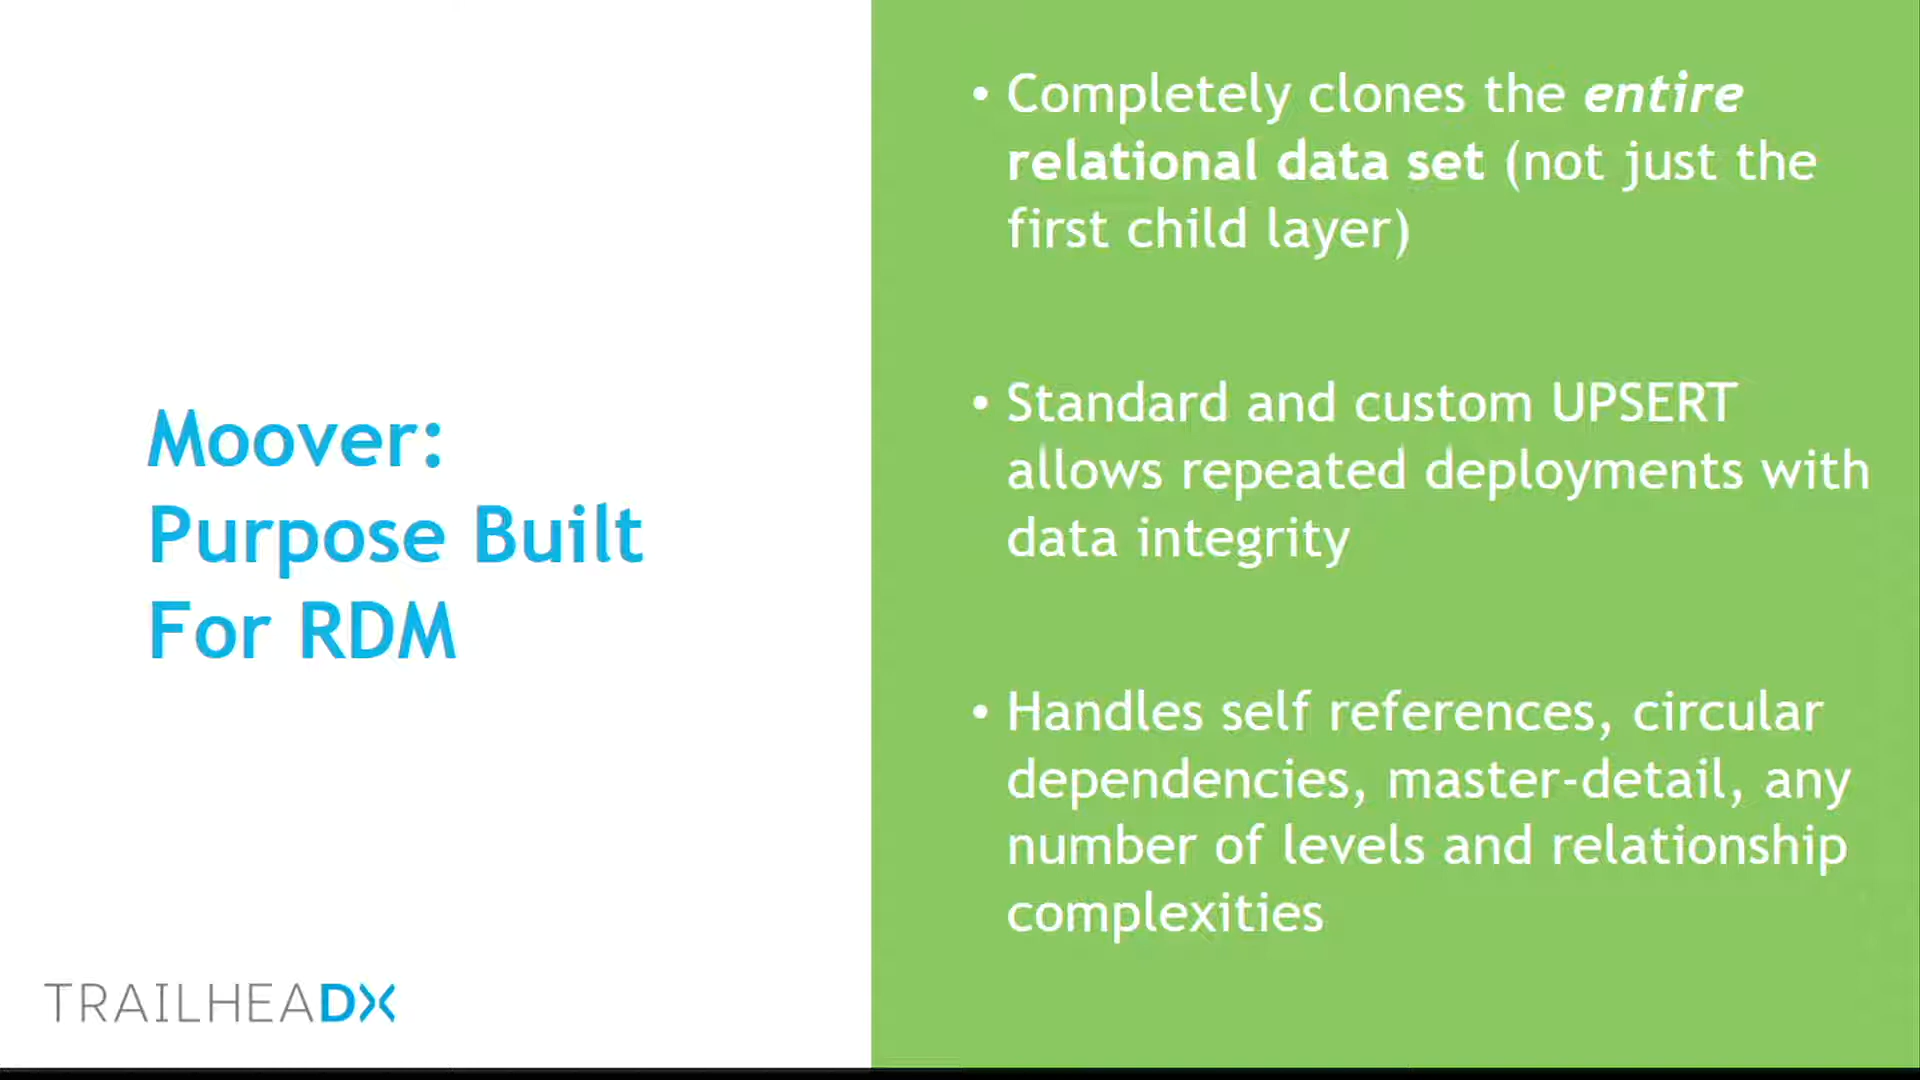 Moover:
Purpose Built
For RDM
• Completely clones the entire
relational data set (not just the
first child layer)
• Standard and custom UPSERT
allows repeated deployments with
data integrity
• Handles self references, circular
dependencies, master-detail, any
number of levels and relationship
complexities
TRAILHEADX